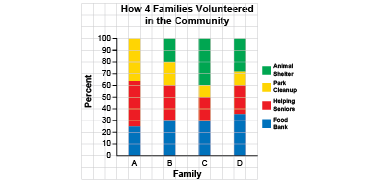 How 4 Families Volunteered
in the Community
100
90
80
70
60
50
40
30
20
10
0
Percent
A B C D
Family
Animal
Shelter
Park
Cleanup
Helping
Seniors
Food
Bank